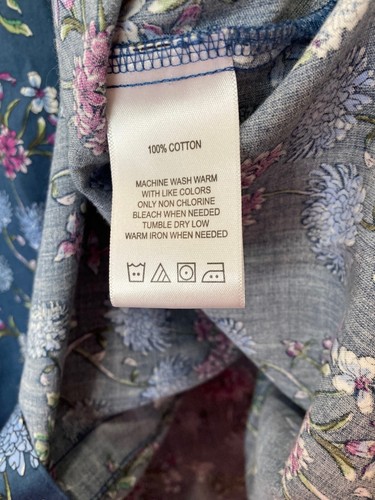 100% COTTON
MACHINE WASH WARM
WITH LIKE COLORS
ONLY NON CHLORINE
BLEACH WHEN NEEDED
TUMBLE DRY LOW
WARM IRON WHEN NEEDED